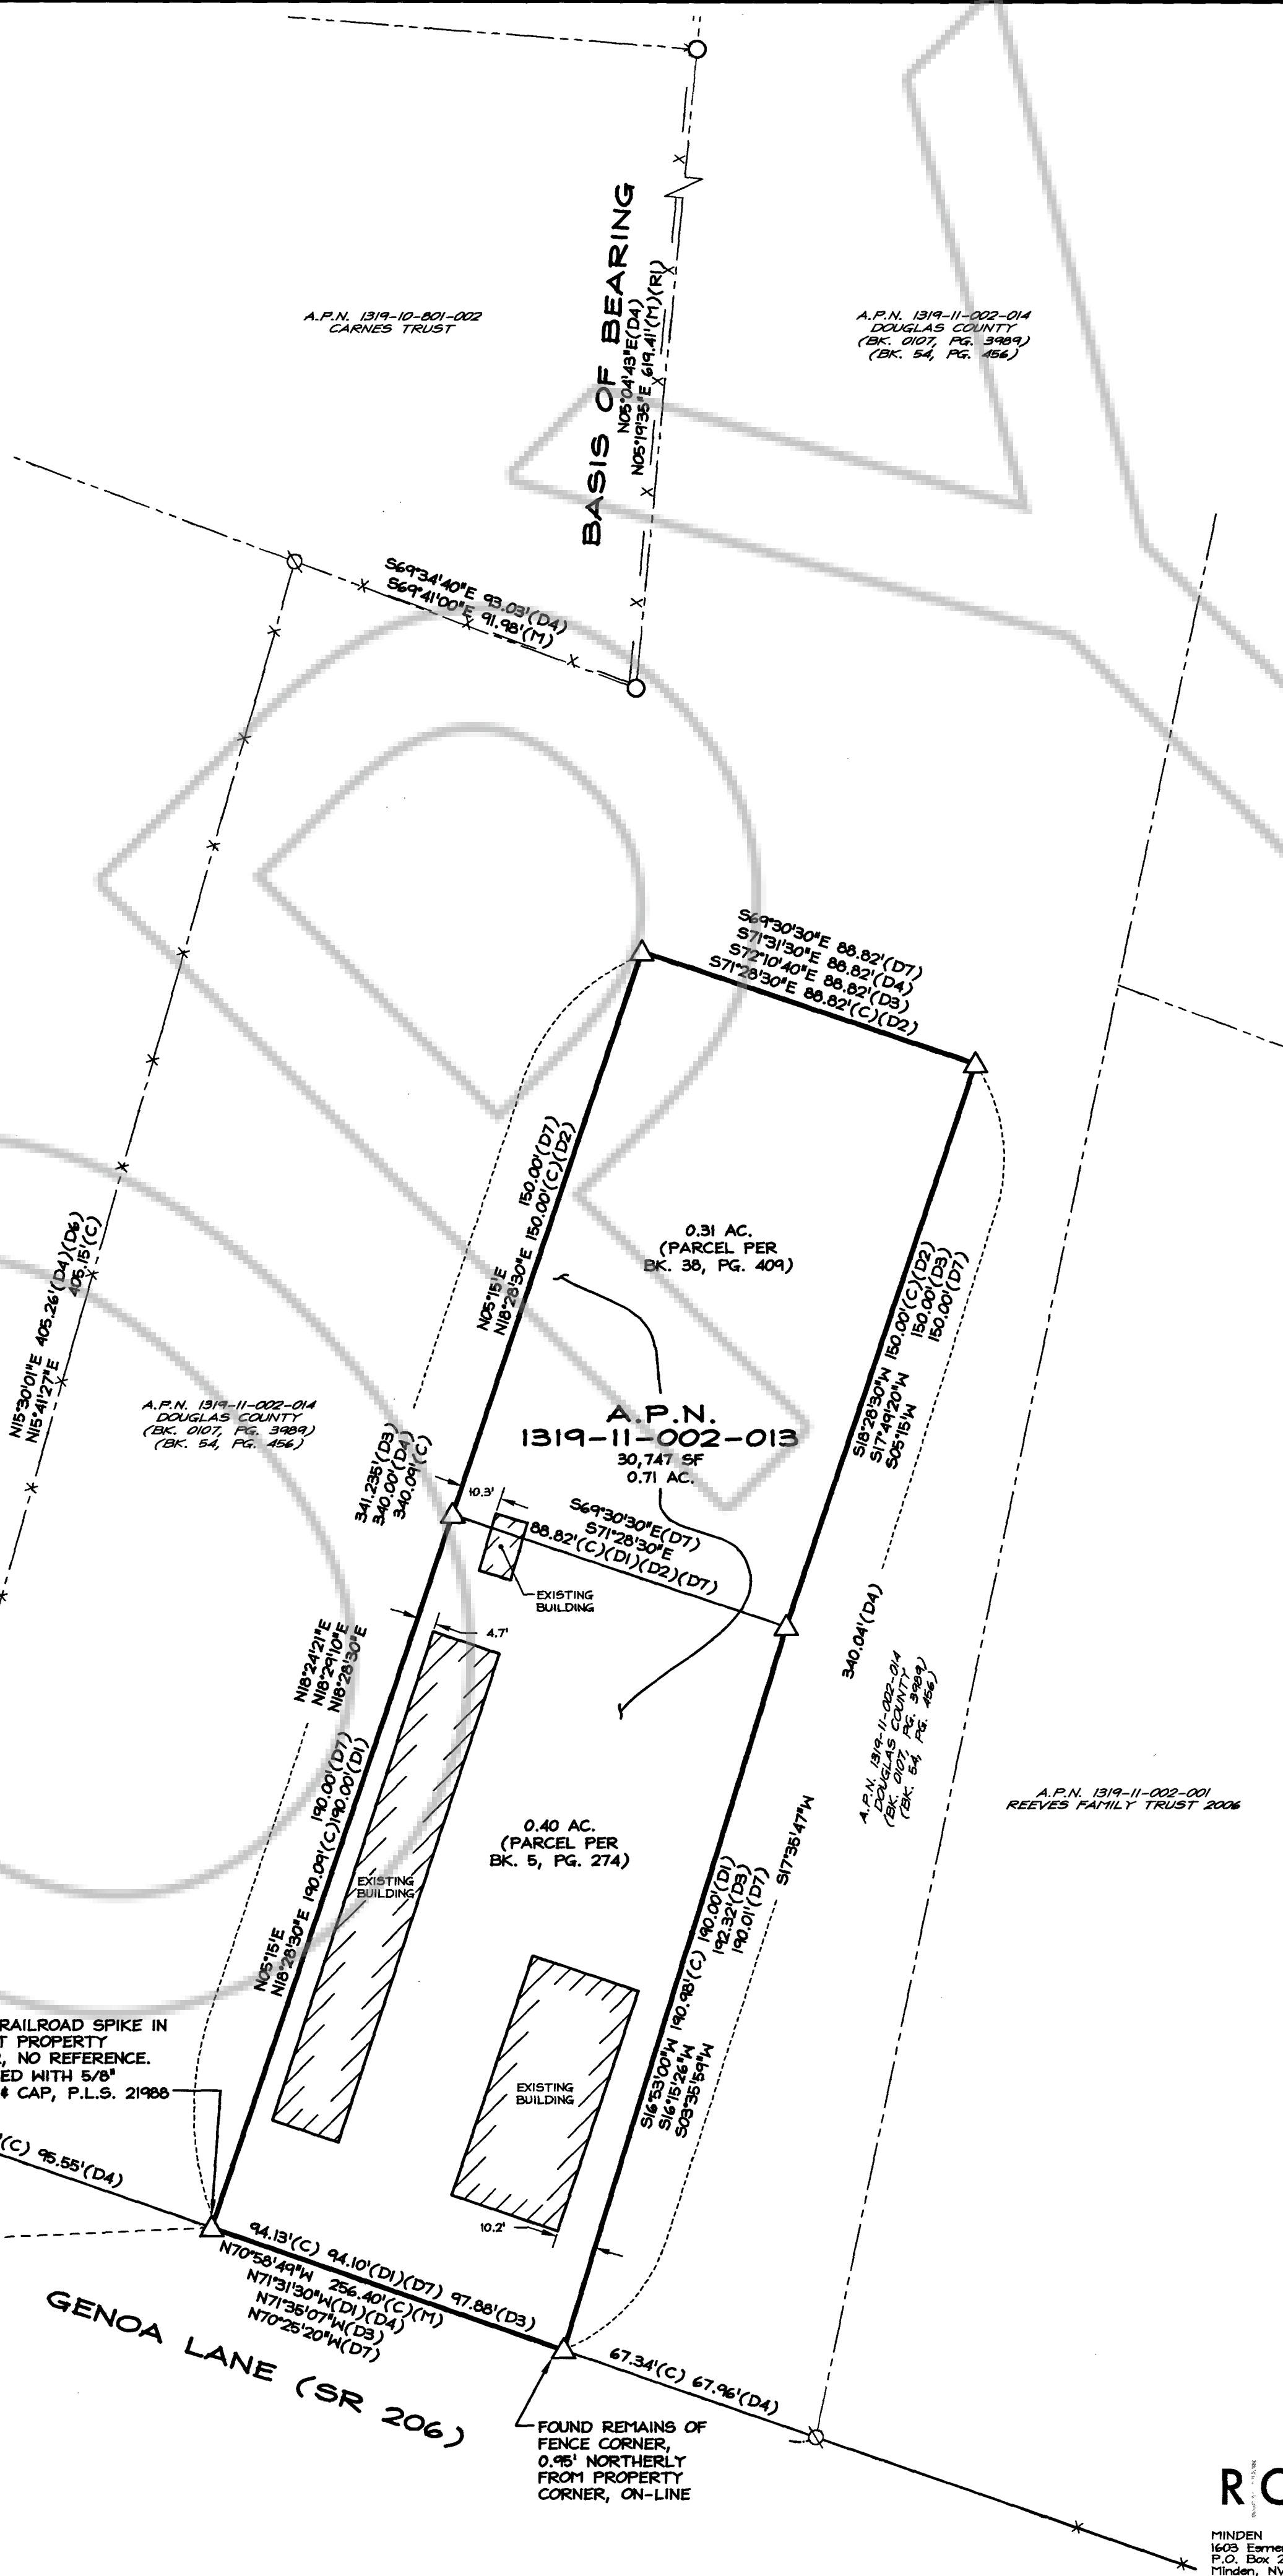 BASIS OF BEARING
N05°04'43"E(D4)
N05°19'35"E 619.41'(M)(R1)
A.P.N. 1319-10-801-002
CARNES TRUST
A.P.N. 1319-11-002-014
DOUGLAS COUNTY
(BK. 0107, PG. 3989)
(BK. 54, PG. 456)
S69°34'40"E 93.03'(D4)
S69°41'00"E 91.98'(M)
S69°30'30"E 88.82'(D7)
S71°31'30"E 88.82'(D4)
S72°10'40"E 88.82'(D3)
S71°28'30"E 88.82'(C)(D2)
N05°15'E 150.00'(D7)
N18°28'30"E 150.00'(C)(D2)
0.31 AC.
(PARCEL PER
BK. 38, PG. 409)
S18°28'30"W 150.00'(C)(D2)
S17°49'20"W 150.00'(D3)
S05°15'W 150.00'(D7)
N15°30'01"E 405.26'(D4)(D6)
N15°41'27"E 405.15'(C)
A.P.N. 1319-11-002-014
DOUGLAS COUNTY
(BK. 0107, PG. 3989)
(BK. 54, PG. 456)
A.P.N.
1319-11-002-013
30,747 SF
0.71 AC.
341.235'(D3)
340.00'(D4)
340.09'(C)
10.3'
S69°30'30"E(D7)
S71°28'30"E
88.82'(C)(D1)(D2)(D7)
EXISTING
BUILDING
4.7'
N18°24'21"E
N18°29'10"E
N18°28'30"E
340.04'(D4)
S17°35'47"W
A.P.N. 1319-11-002-014
DOUGLAS COUNTY
(BK. 0107, PG. 3989)
(BK. 54, PG. 456)
A.P.N. 1319-11-002-001
REEVES FAMILY TRUST 2006
N05°15'E 190.00'(D7)
N18°28'30"E 190.09'(C)190.00'(D1)
0.40 AC.
(PARCEL PER
BK. 5, PG. 274)
EXISTING
BUILDING
S16°53'00"W 190.98'(C) 190.00'(D1)
S16°15'26"W 192.32'(D3)
S03°35'59"W 190.01'(D7)
RAILROAD SPIKE IN
T PROPERTY
, NO REFERENCE.
ED WITH 5/8"
& CAP, P.L.S. 21988
EXISTING
BUILDING
'(C) 95.55'(D4)
10.2'
94.13'(C) 94.10'(D1)(D7) 97.88'(D3)
N70°58'49"W 256.40'(C)(M)
N71°31'30"W(D1)(D4)
N71°35'07"W(D3)
N70°25'20"W(D7)
GENOA LANE (SR 206)
67.34'(C) 67.96'(D4)
FOUND REMAINS OF
FENCE CORNER,
0.95' NORTHERLY
FROM PROPERTY
CORNER, ON-LINE
RO
MINDEN
1603 Esmer
P.O. Box 2
Minden, NV